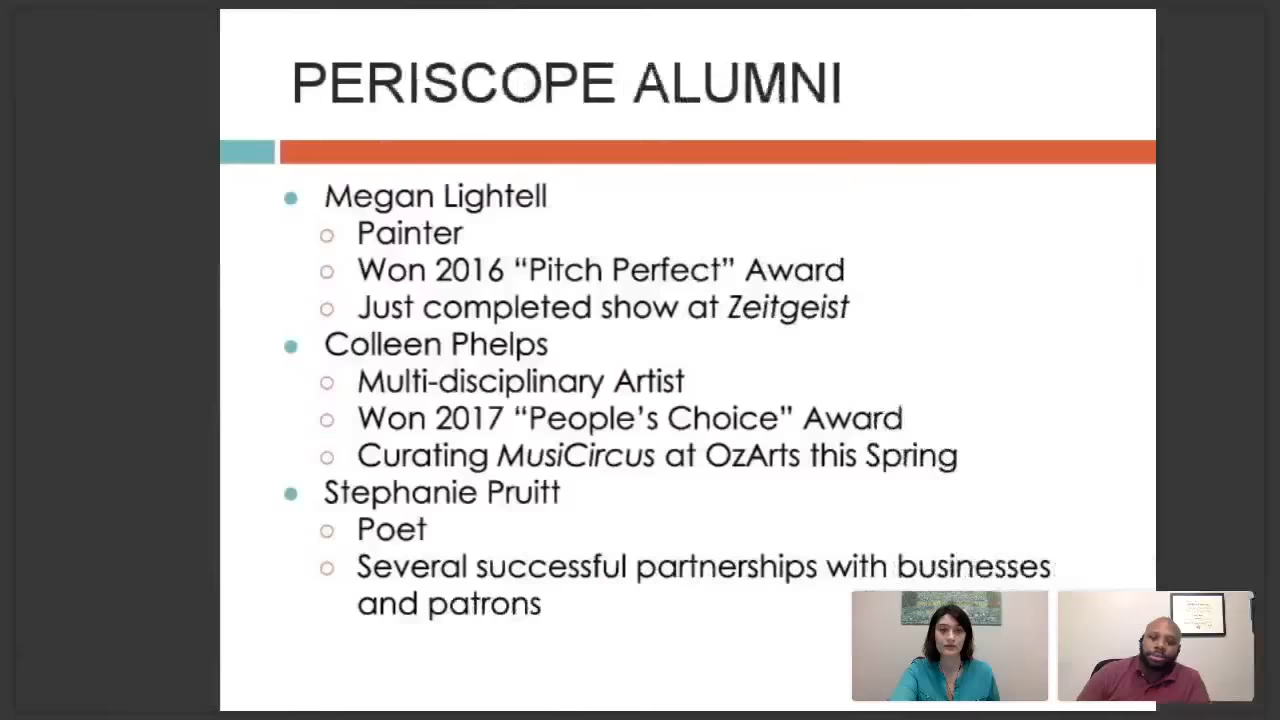 PERISCOPE ALUMNI
Megan Lightell
Painter
Won 2016 “Pitch Perfect” Award
Just completed show at Zeitgeist
Colleen Phelps
Multi-disciplinary Artist
Won 2017 “People’s Choice” Award
Curating MusiCircus at OzArts this Spring
Stephanie Pruitt
Poet
Several successful partnerships with businesses
and patrons